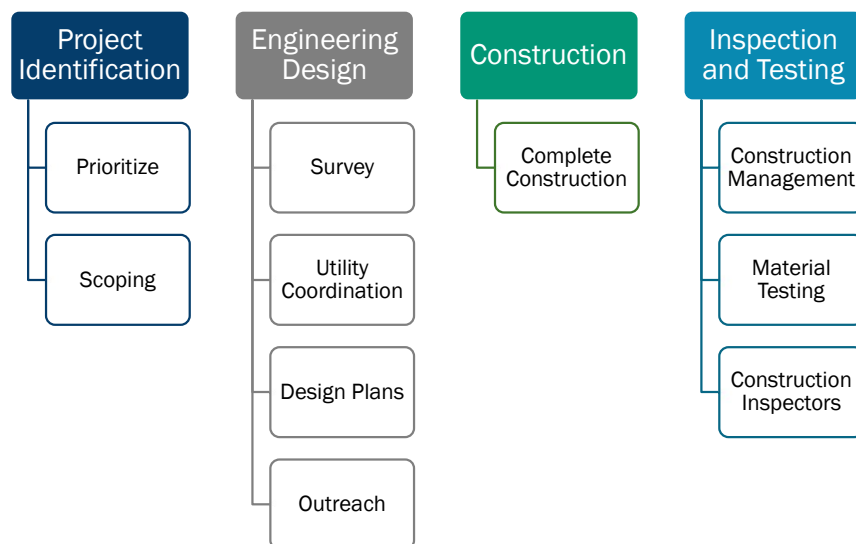 Project
Identification
Prioritize
Scoping
Engineering
Design
Survey
Utility
Coordination
Design Plans
Outreach
Construction
Complete
Construction
Inspection
and Testing
Construction
Management
Material
Testing
Construction
Inspectors